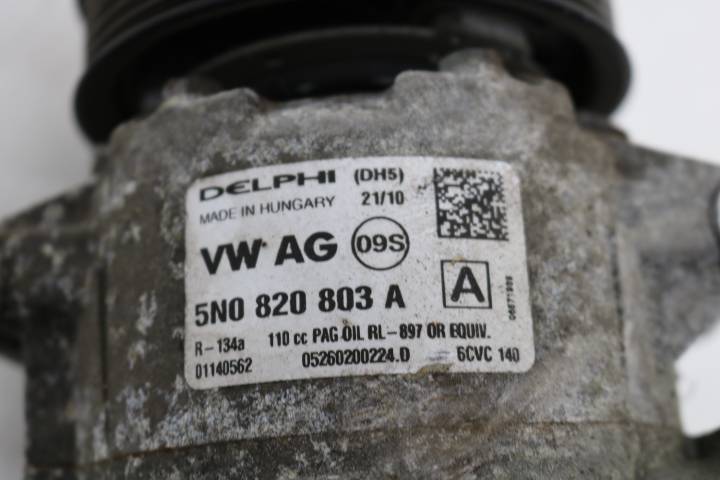 DELPHI (DH5)
MADE IN HUNGARY 21/10
VW AG 09S
5N0 820 803 A A
R-134a 110 cc PAG OIL RL-897 OR EQUIV.
01140562 05260200224.D 6CVC 140